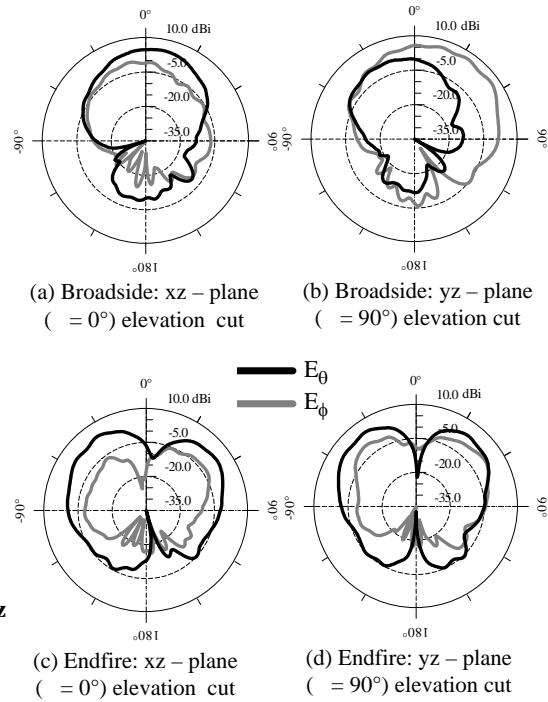 0°
10.0 dBi
-5.0
-20.0
-35.0
-90°
90°
180°
0°
10.0 dBi
-5.0
-20.0
-35.0
-90°
90°
180°
(a) Broadside: xz – plane
( = 0°) elevation cut
(b) Broadside: yz – plane
( = 90°) elevation cut
Eθ
Eϕ
0°
10.0 dBi
-5.0
-20.0
-35.0
-90°
90°
180°
0°
10.0 dBi
-5.0
-20.0
-35.0
-90°
90°
180°
z
(c) Endfire: xz – plane
( = 0°) elevation cut
(d) Endfire: yz – plane
( = 90°) elevation cut